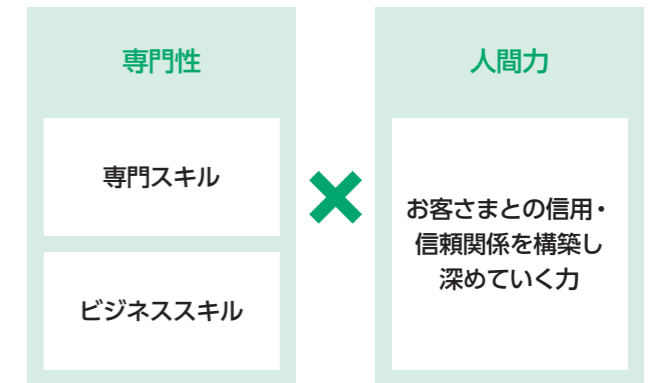 専門性
専門スキル
ビジネススキル
人間力
お客さまとの信用・
信頼関係を構築し
深めていく力